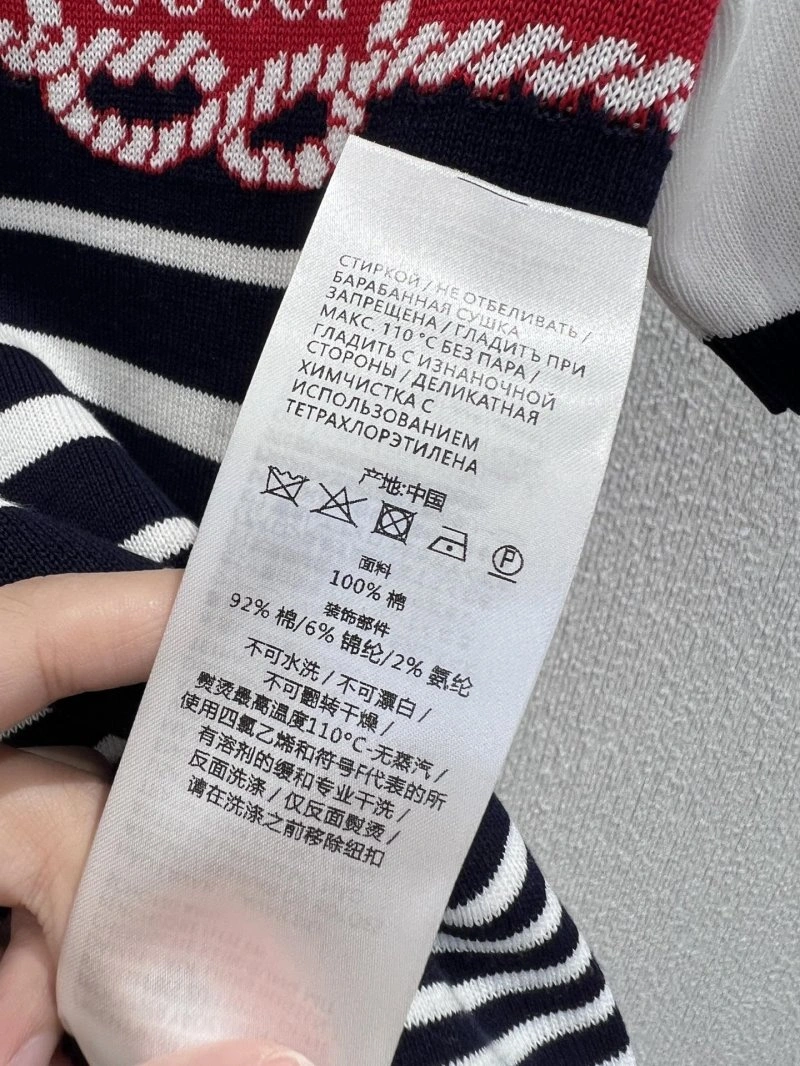 СТИРКОЙ / НЕ ОТБЕЛИВАТЬ /
БАРАБАННАЯ СУШКА
ЗАПРЕЩЕНА / ГЛАДИТЬ ПРИ
МАКС. 110 °C БЕЗ ПАРА /
ГЛАДИТЬ С ИЗНАНОЧНОЙ
СТОРОНЫ / ДЕЛИКАТНАЯ
ХИМЧИСТКА С
ИСПОЛЬЗОВАНИЕМ
ТЕТРАХЛОРЭТИЛЕНА
产地:中国
P
面料
100% 棉
装饰部件
92% 棉/6% 锦纶/2% 氨纶
不可水洗 / 不可漂白 /
不可翻转干燥 /
熨烫最高温度110°C-无蒸汽 /
使用四氯乙烯和符号F代表的所
有溶剂的缓和专业干洗 /
反面洗涤 / 仅反面熨烫 /
请在洗涤之前移除纽扣